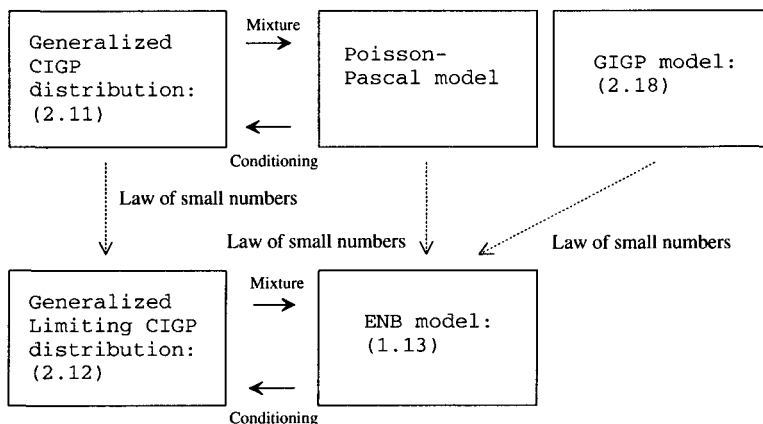 Generalized
CIGP
distribution:
(2.11)
Mixture
Conditioning
Poisson-
Pascal model
GIGP model:
(2.18)
Law of small numbers
Law of small numbers
Law of small numbers
Generalized
Limiting CIGP
distribution:
(2.12)
Mixture
Conditioning
ENB model:
(1.13)